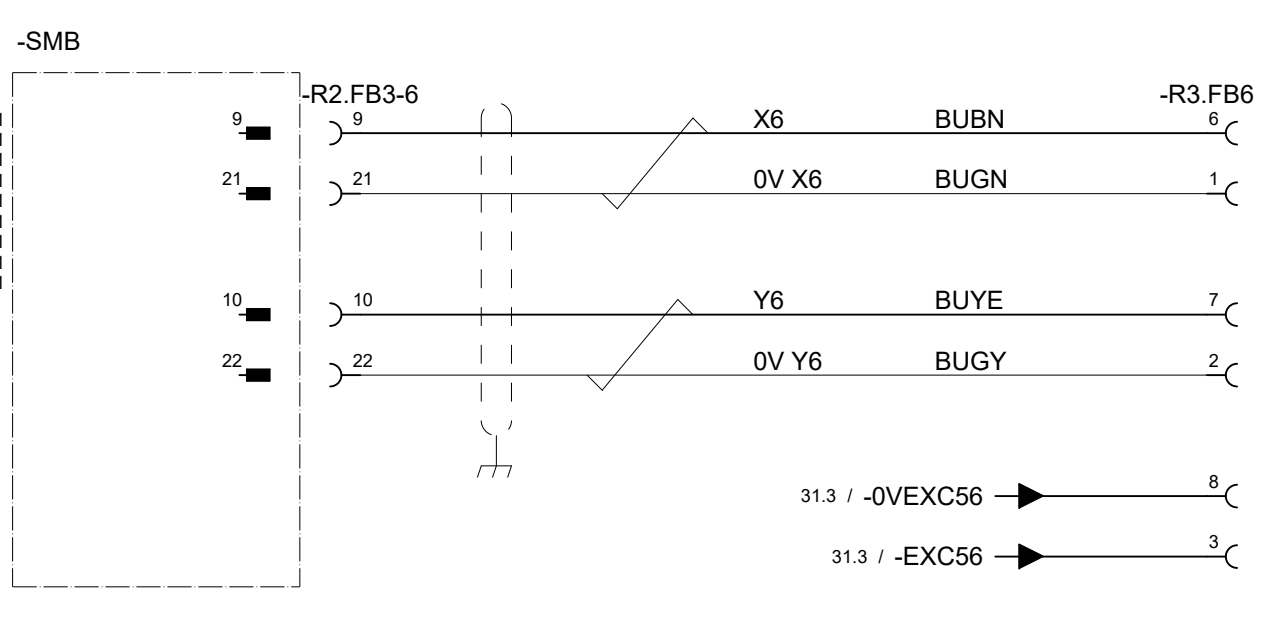 -SMB
-R2.FB3-6 -R3.FB6
9 9 X6 BUBN 6
21 21 0V X6 BUGN 1
10 10 Y6 BUYE 7
22 22 0V Y6 BUGY 2
31.3 / -0VEXC56 8
31.3 / -EXC56 3